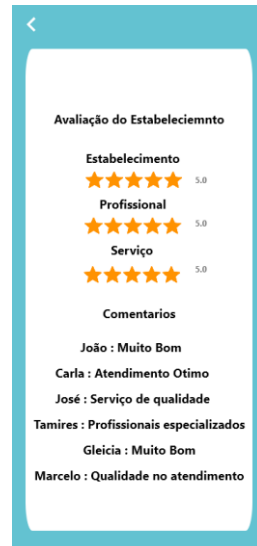 Avaliação do Estabeleciemnto
Estabelecimento
5.0
Profissional
5.0
Serviço
5.0
Comentarios
João : Muito Bom
Carla : Atendimento Otimo
José : Serviço de qualidade
Tamires : Profissionais especializados
Gleicia : Muito Bom
Marcelo : Qualidade no atendimento